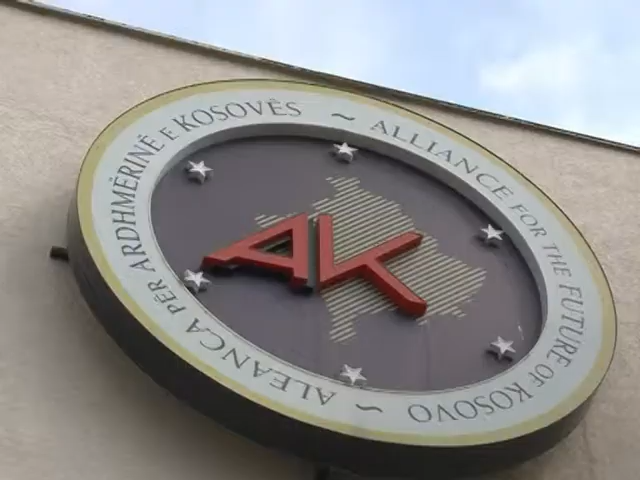 ALEANCA PËR ARDHMËRINË E KOSOVËS ~ ALLIANCE FOR THE FUTURE OF KOSOVO ~
AK